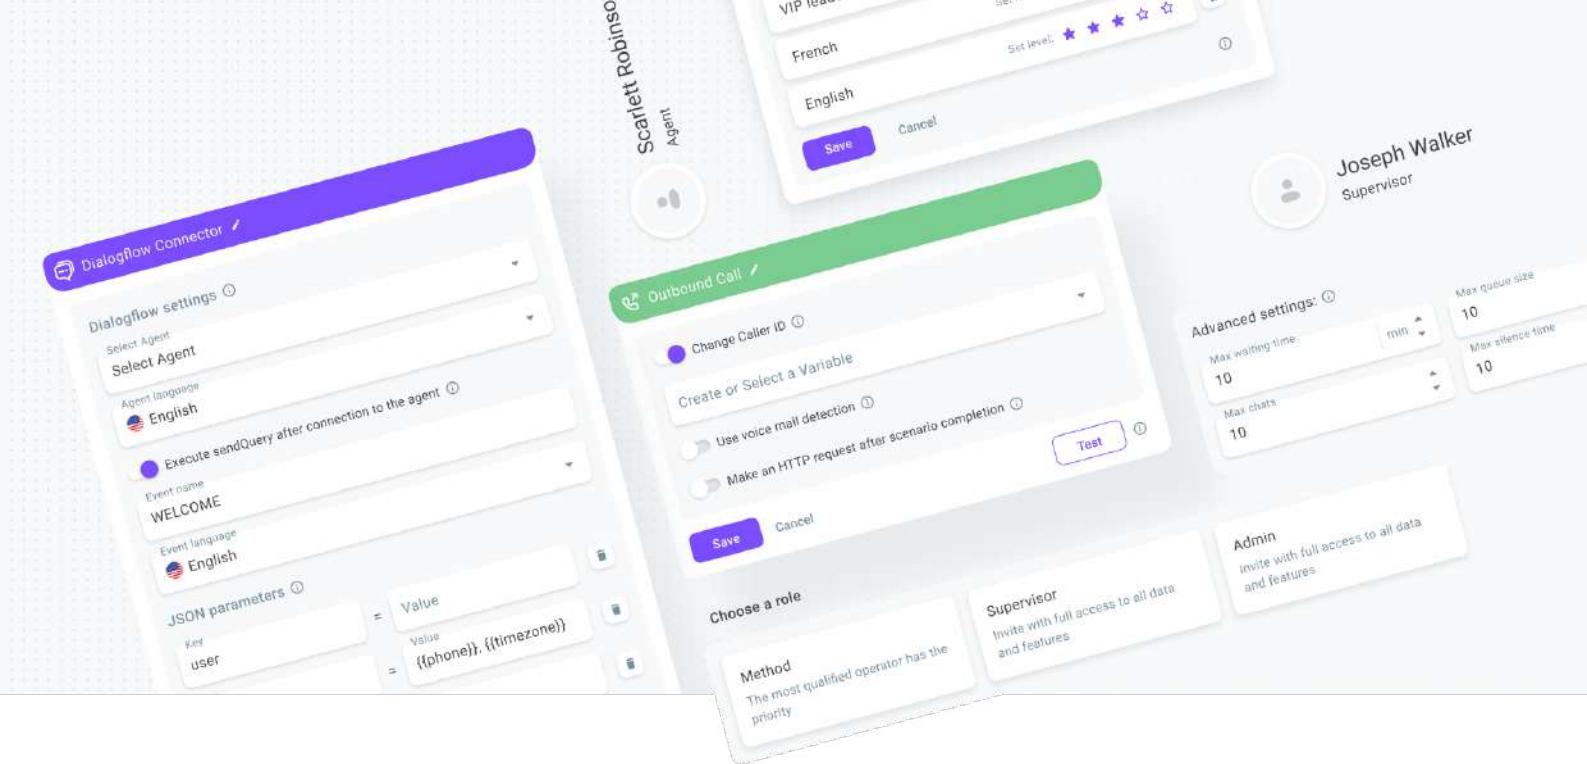 Scarlett Robinso
Agent
VIP
French
Set level:
English
Save
Cancel
Joseph Walker
Supervisor
Dialogflow Connector
Dialogflow settings
Select Agent
Select Agent
Agent language
English
Execute sendQuery after connection to the agent
Event name
WELCOME
Event language
English
JSON parameters
Key
user
=
Value
=
Value
{{phone}}, {{timezone}}
Outbound Call
Change Caller ID
Create or Select a Variable
Use voice mail detection
Make an HTTP request after scenario completion
Test
Save
Cancel
Advanced settings:
Max waiting time
10
min
Max queue size
10
Max chats
10
Max silence time
10
Choose a role
Method
The most qualified operator has the
priority
Supervisor
Invite with full access to all data
and features
Admin
Invite with full access to all data
and features